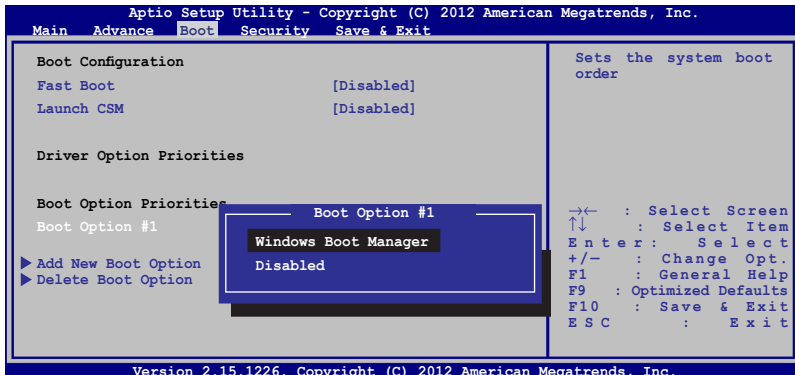 Aptio Setup Utility - Copyright (C) 2012 American Megatrends, Inc.
Main Advance Boot Security Save & Exit
Boot Configuration
Fast Boot [Disabled]
Launch CSM [Disabled]
Driver Option Priorities
Boot Option Priorities
Boot Option #1
Add New Boot Option
Delete Boot Option
Boot Option #1
Windows Boot Manager
Disabled
Sets the system boot
order
→← : Select Screen
↑↓ : Select Item
Enter: Select
+/— : Change Opt.
F1 : General Help
F9 : Optimized Defaults
F10 : Save & Exit
ESC : Exit
Version 2.15.1226. Copyright (C) 2012 American Megatrends, Inc.